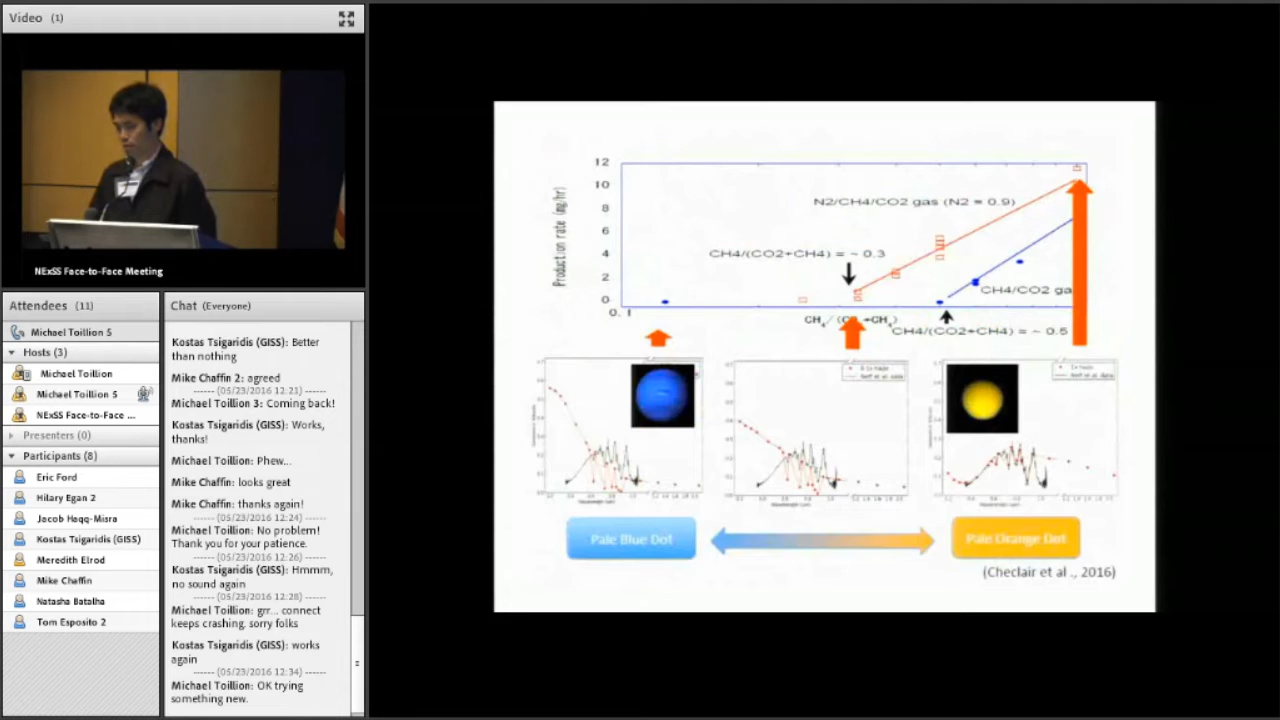 Video (1)
NExSS Face-to-Face Meeting
Attendees (11)
Michael Toillion 5
Hosts (3)
Michael Toillion
Michael Toillion 5
NExSS Face-to-Face ...
Presenters (0)
Participants (8)
Eric Ford
Hilary Egan 2
Jacob Haqq-Misra
Kostas Tsigaridis (GISS)
Meredith Elrod
Mike Chaffin
Natasha Batalha
Tom Esposito 2
Chat (Everyone)
Kostas Tsigaridis (GISS): Better
than nothing
Mike Chaffin 2: agreed
------ (05/23/2016 12:21) ------
Michael Toillion 3: Coming back!
Kostas Tsigaridis (GISS): Works,
thanks!
Michael Toillion: Phew...
Mike Chaffin: looks great
Mike Chaffin: thanks again!
------ (05/23/2016 12:24) ------
Michael Toillion: No problem!
Thank you for your patience.
------ (05/23/2016 12:26) ------
Kostas Tsigaridis (GISS): Hmmm,
no sound again
------ (05/23/2016 12:28) ------
Michael Toillion: grr... connect
keeps crashing. sorry folks
Kostas Tsigaridis (GISS): works
again
------ (05/23/2016 12:34) ------
Michael Toillion: OK trying
something new.
Production rate (mg/hr)
12
10
8
6
4
2
0
0.1
N2/CH4/CO2 gas (N2 = 0.9)
CH4/(CO2+CH4) = ~ 0.3
CH4/CO2 ga
CH4/(CO2+CH4) = ~ 0.5
Pale Blue Dot
Pale Orange Dot
(Checlair et al ., 2016)